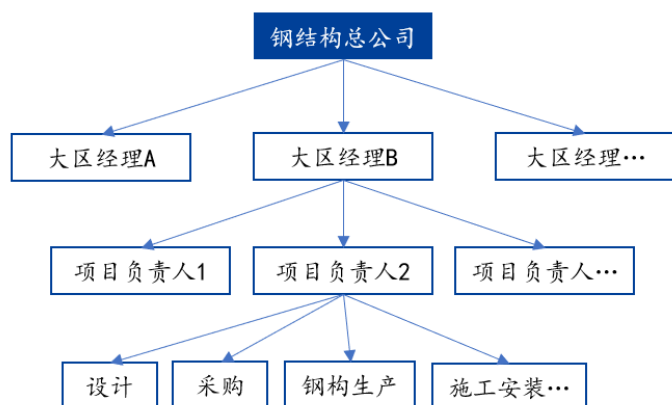 钢结构总公司
大区经理A
大区经理B
大区经理…
项目负责人1
项目负责人2
项目负责人…
设计
采购
钢构生产
施工安装…